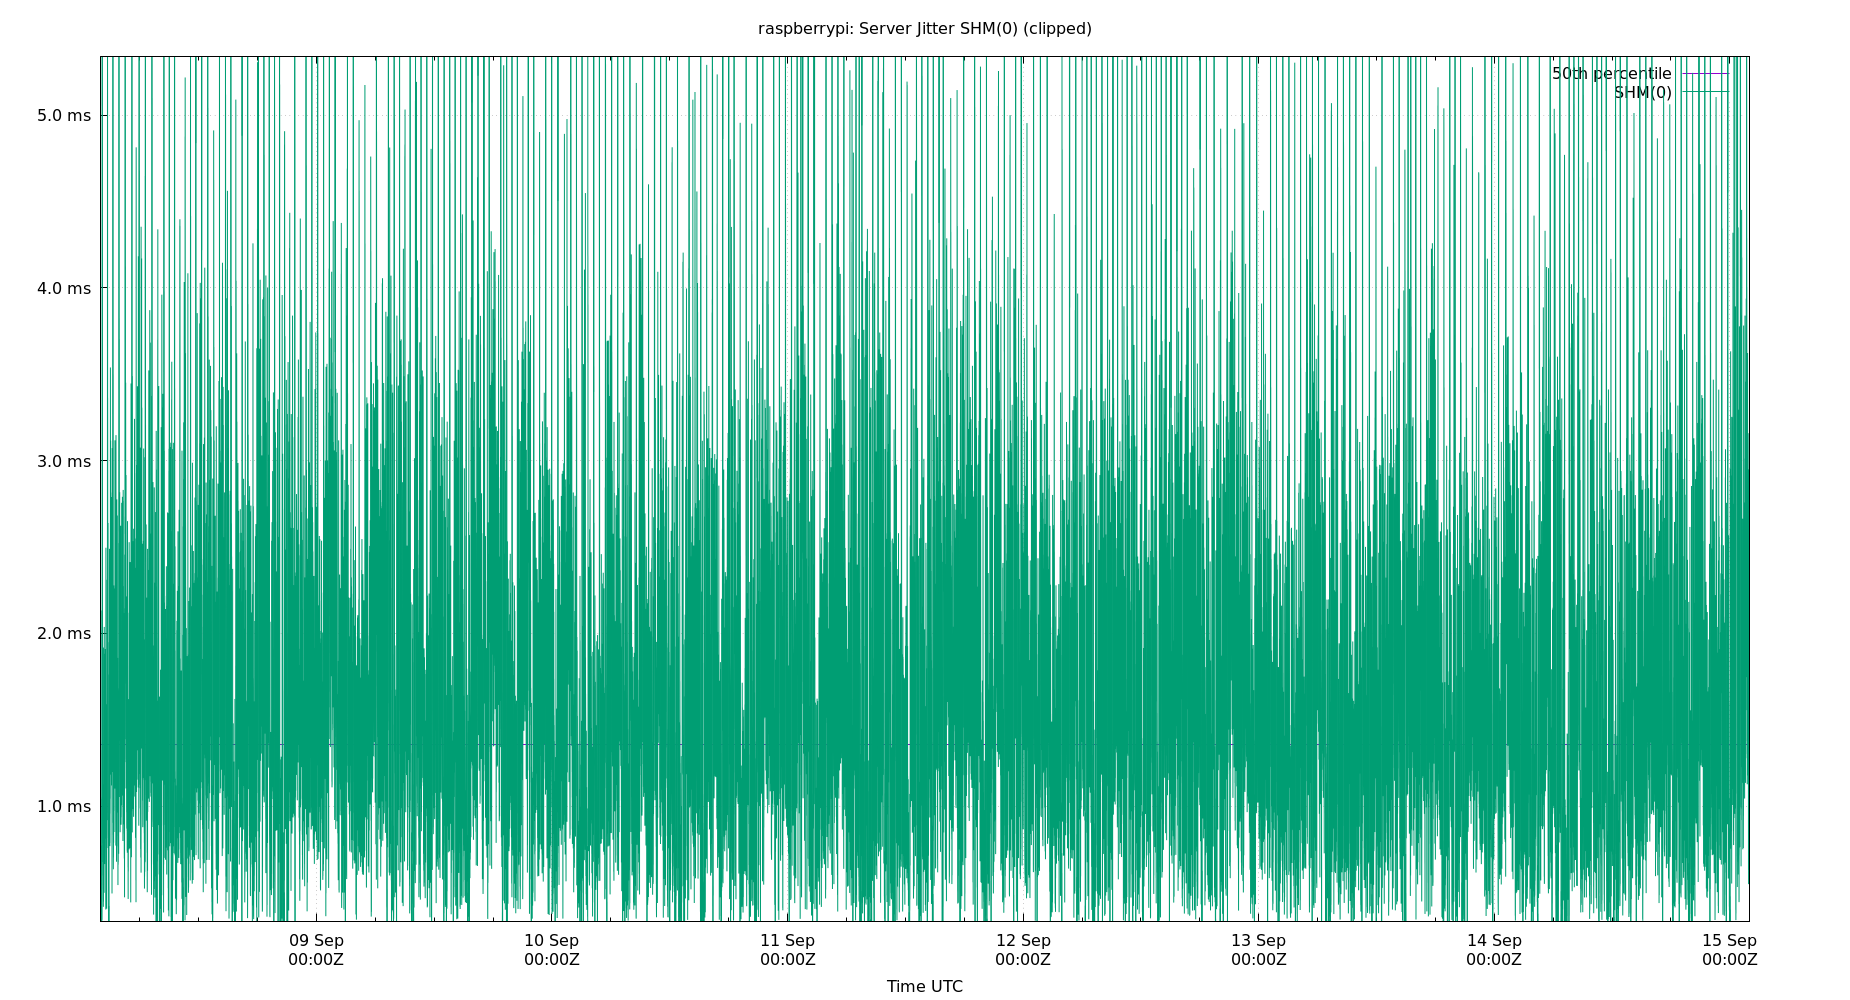 raspberrypi: Server Jitter SHM(0) (clipped)
50th percentile
SHM(0)
5.0 ms
4.0 ms
3.0 ms
2.0 ms
1.0 ms
09 Sep 10 Sep 11 Sep 12 Sep 13 Sep 14 Sep 15 Sep
00:00Z 00:00Z 00:00Z 00:00Z 00:00Z 00:00Z 00:00Z
Time UTC